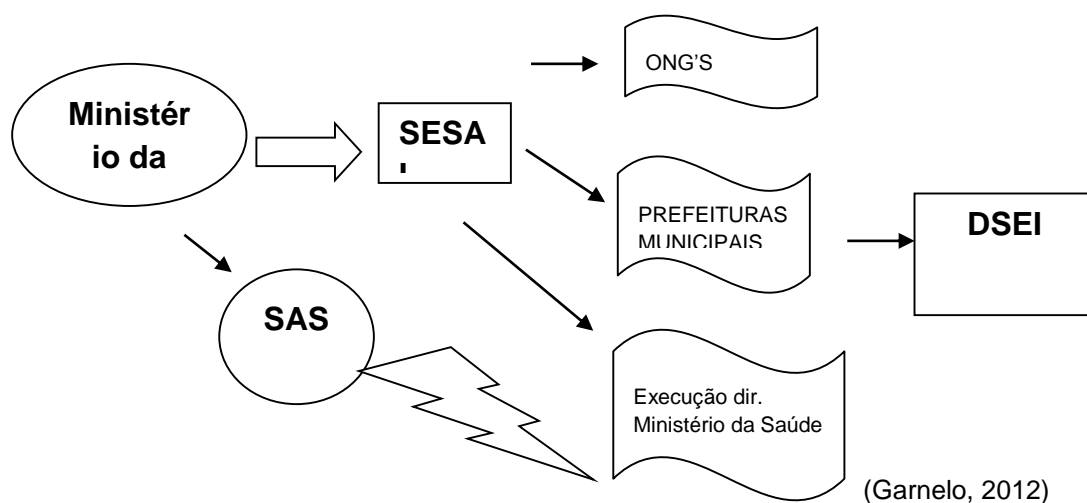 ONG'S
Ministér
io da
SESA
PREFEITURAS
MUNICIPAIS
DSEI
SAS
Execução dir.
Ministério da Saúde
(Garnelo, 2012)